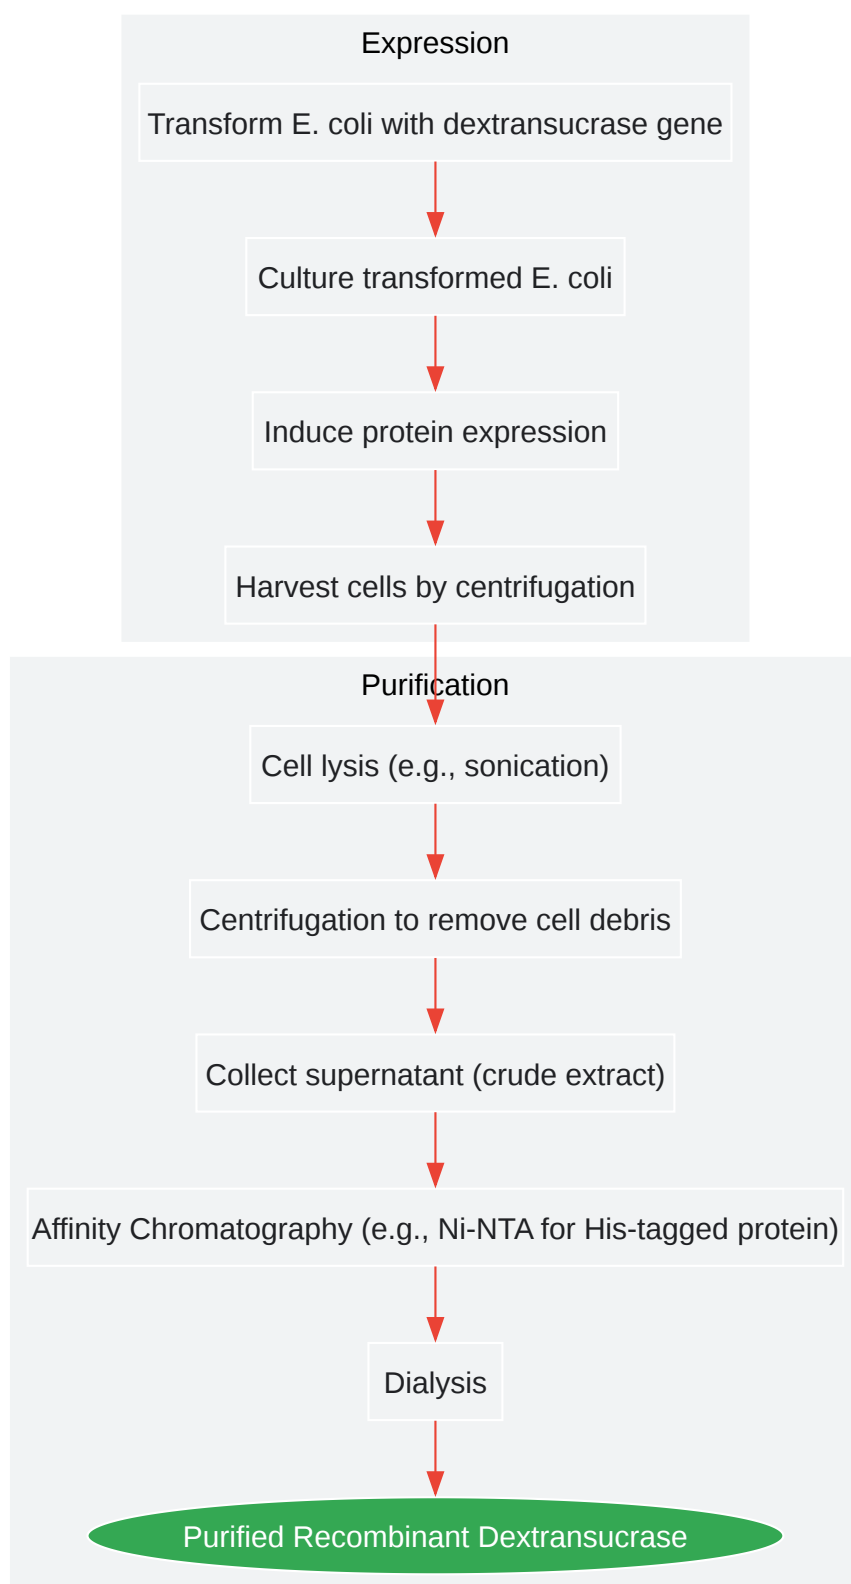 Expression
Transform E. coli with dextransucrase gene
Culture transformed E. coli
Induce protein expression
Harvest cells by centrifugation
Purification
Cell lysis (e.g., sonication)
Centrifugation to remove cell debris
Collect supernatant (crude extract)
Affinity Chromatography (e.g., Ni-NTA for His-tagged protein)
Dialysis
Purified Recombinant Dextransucrase